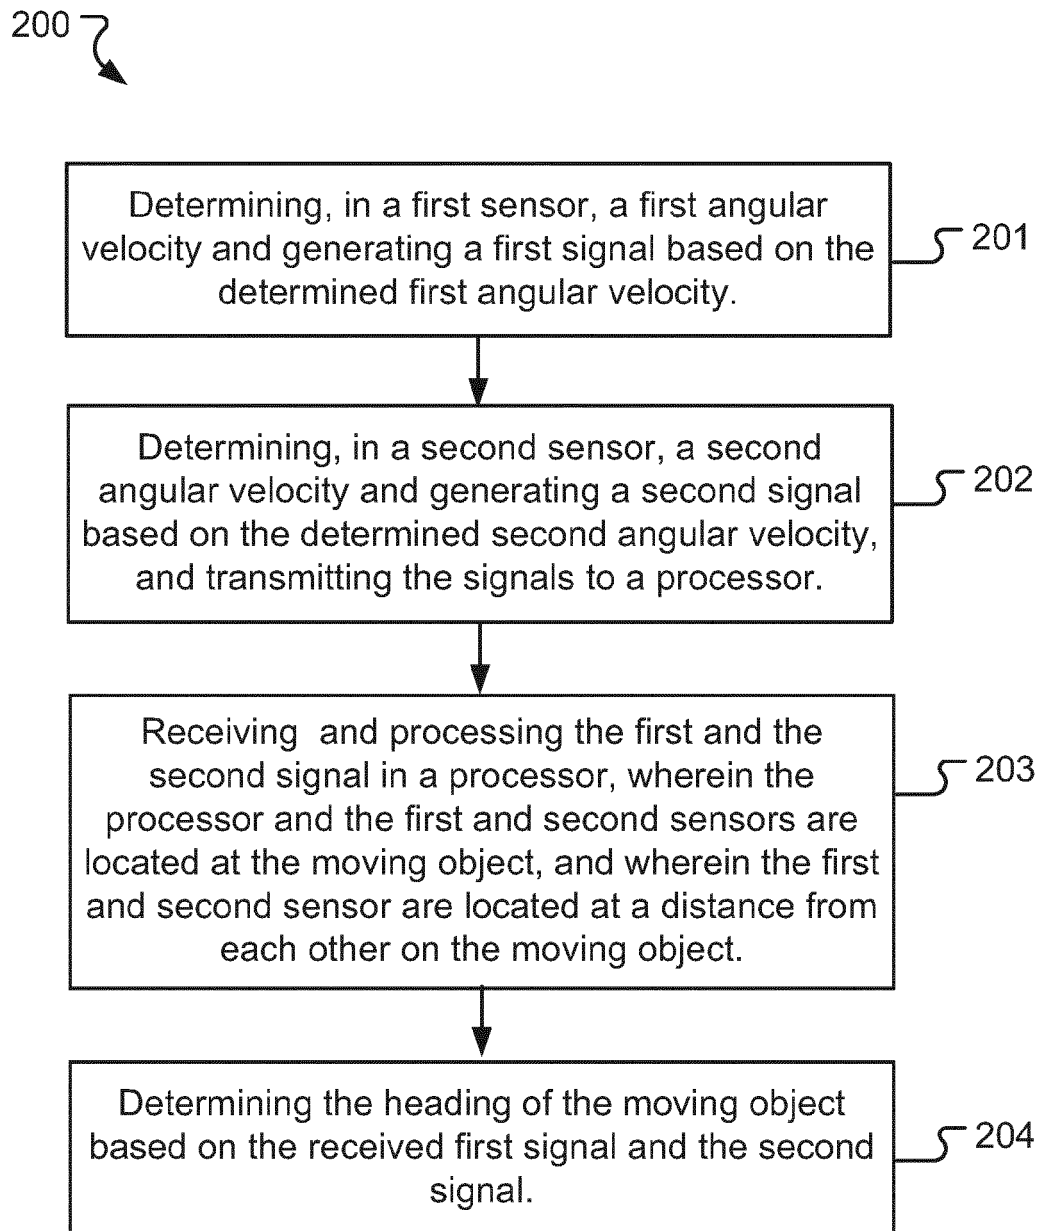 200
Determining, in a first sensor, a first angular
velocity and generating a first signal based on the
determined first angular velocity.
201
Determining, in a second sensor, a second
angular velocity and generating a second signal
based on the determined second angular velocity,
and transmitting the signals to a processor.
202
Receiving  and processing the first and the
second signal in a processor, wherein the
processor and the first and second sensors are
located at the moving object, and wherein the first
and second sensor are located at a distance from
each other on the moving object.
203
Determining the heading of the moving object
based on the received first signal and the second
signal.
204